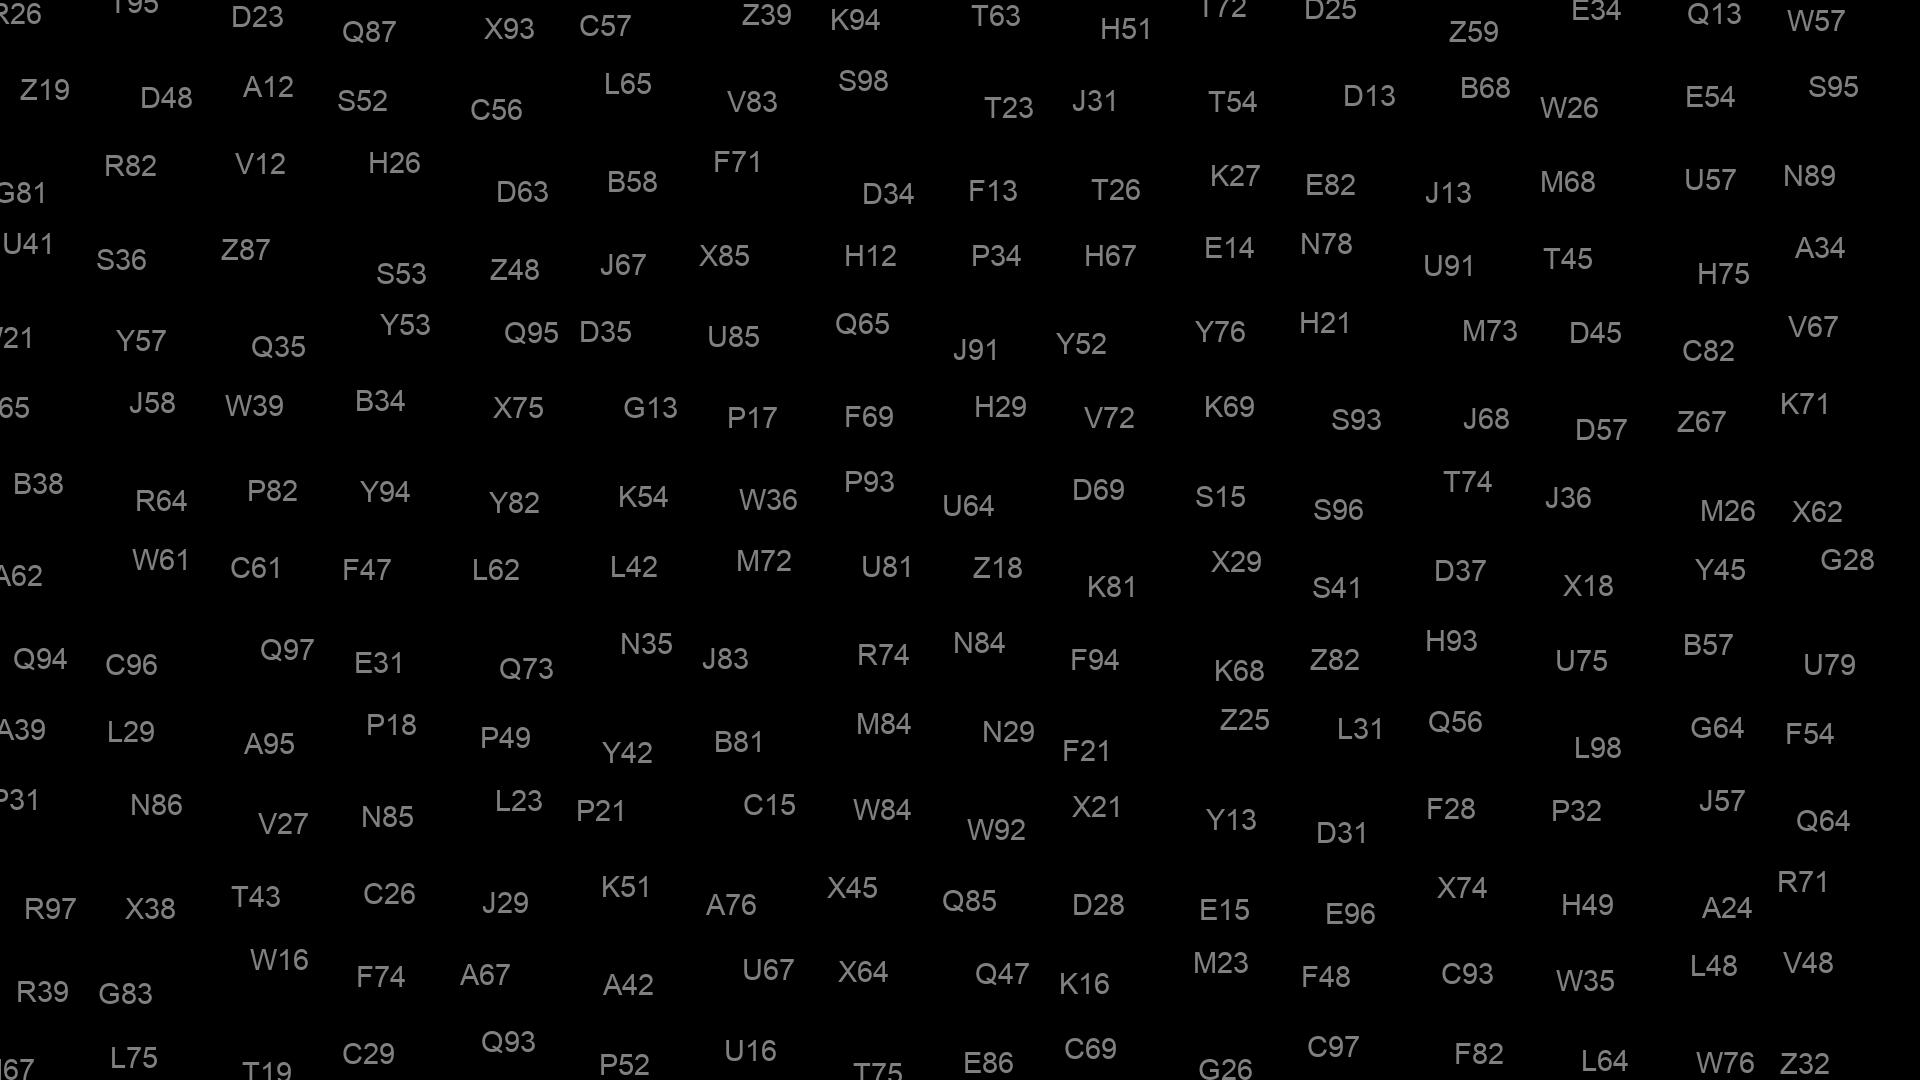 R26 T95 D23 Q87 X93 C57 Z39 K94 T63 H51 T72 D25 Z59 E34 Q13 W57
Z19 D48 A12 S52 C56 L65 V83 S98 T23 J31 T54 D13 B68 W26 E54 S95
G81 R82 V12 H26 D63 B58 F71 D34 F13 T26 K27 E82 J13 M68 U57 N89
U41 S36 Z87 S53 Z48 J67 X85 H12 P34 H67 E14 N78 U91 T45 H75 A34
21 Y57 Q35 Y53 Q95 D35 U85 Q65 J91 Y52 Y76 H21 M73 D45 C82 V67
65 J58 W39 B34 X75 G13 P17 F69 H29 V72 K69 S93 J68 D57 Z67 K71
B38 R64 P82 Y94 Y82 K54 W36 P93 U64 D69 S15 S96 T74 J36 M26 X62
A62 W61 C61 F47 L62 L42 M72 U81 Z18 K81 X29 S41 D37 X18 Y45 G28
Q94 C96 Q97 E31 Q73 N35 J83 R74 N84 F94 K68 Z82 H93 U75 B57 U79
A39 L29 A95 P18 P49 Y42 B81 M84 N29 F21 Z25 L31 Q56 L98 G64 F54
P31 N86 V27 N85 L23 P21 C15 W84 W92 X21 Y13 D31 F28 P32 J57 Q64
R97 X38 T43 C26 J29 K51 A76 X45 Q85 D28 E15 E96 X74 H49 A24 R71
R39 G83 W16 F74 A67 A42 U67 X64 Q47 K16 M23 F48 C93 W35 L48 V48
67 L75 T19 C29 Q93 P52 U16 T75 E86 C69 G26 C97 F82 L64 W76 Z32